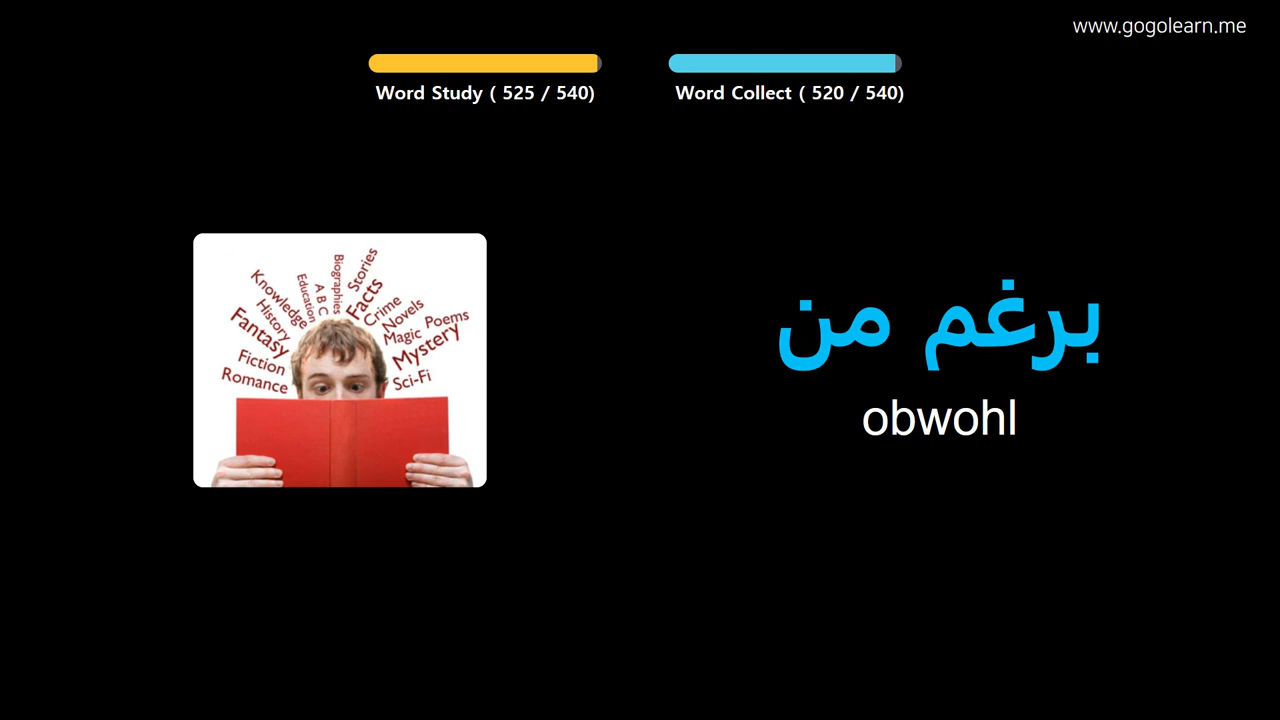 www.gogolearn.me
Word Study ( 525 / 540)
Word Collect ( 520 / 540)
Knowledge
History
Fantasy
Fiction
Romance
Education
A B C
Biographies
Stories
Facts
Crime
Novels
Magic
Poems
Mystery
Sci-Fi
برغم من
obwohl